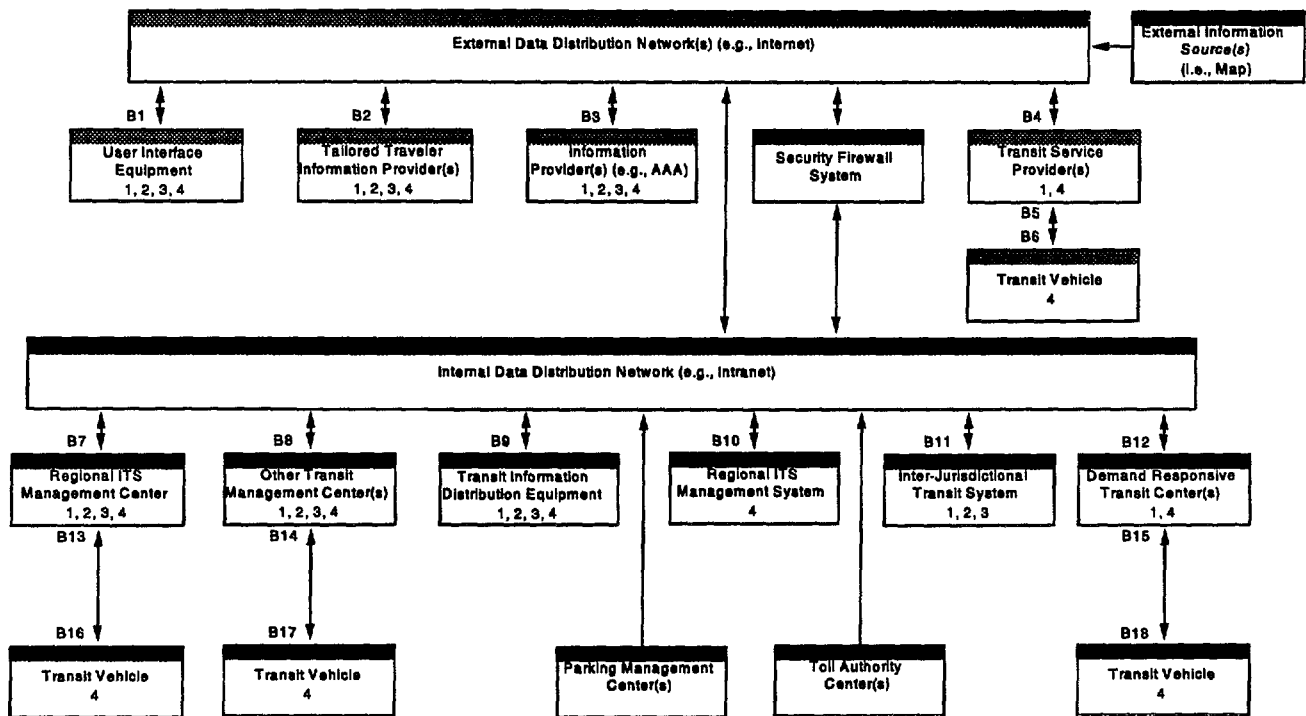 External Data Distribution Network(s) (e.g., Internet)
External Information
Source(s)
(i.e., Map)
B1
B2
B3
B4
User Interface
Equipment
1, 2, 3, 4
Tailored Traveler
Information Provider(s)
1, 2, 3, 4
Information
Provider(s) (e.g., AAA)
1, 2, 3, 4
Security Firewall
System
Transit Service
Provider(s)
1, 4
B5
B6
Transit Vehicle
4
Internal Data Distribution Network (e.g., Intranet)
B7
B8
B9
B10
B11
B12
Regional ITS
Management Center
1, 2, 3, 4
Other Transit
Management Center(s)
1, 2, 3, 4
Transit Information
Distribution Equipment
1, 2, 3, 4
Regional ITS
Management System
4
Inter-Jurisdictional
Transit System
1, 2, 3
Demand Responsive
Transit Center(s)
1, 4
B13
B14
B15
B16
B17
B18
Transit Vehicle
4
Transit Vehicle
4
Parking Management
Center(s)
Toll Authority
Center(s)
Transit Vehicle
4